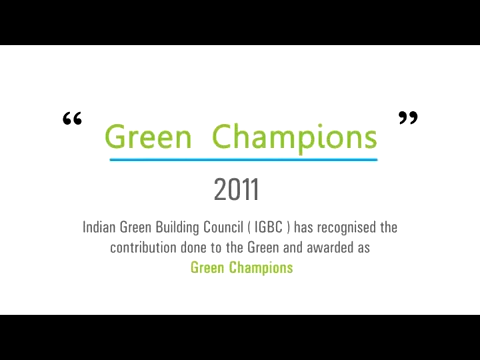 “ Green Champions ”
2011
Indian Green Building Council ( IGBC ) has recognised the
contribution done to the Green and awarded as
Green Champions